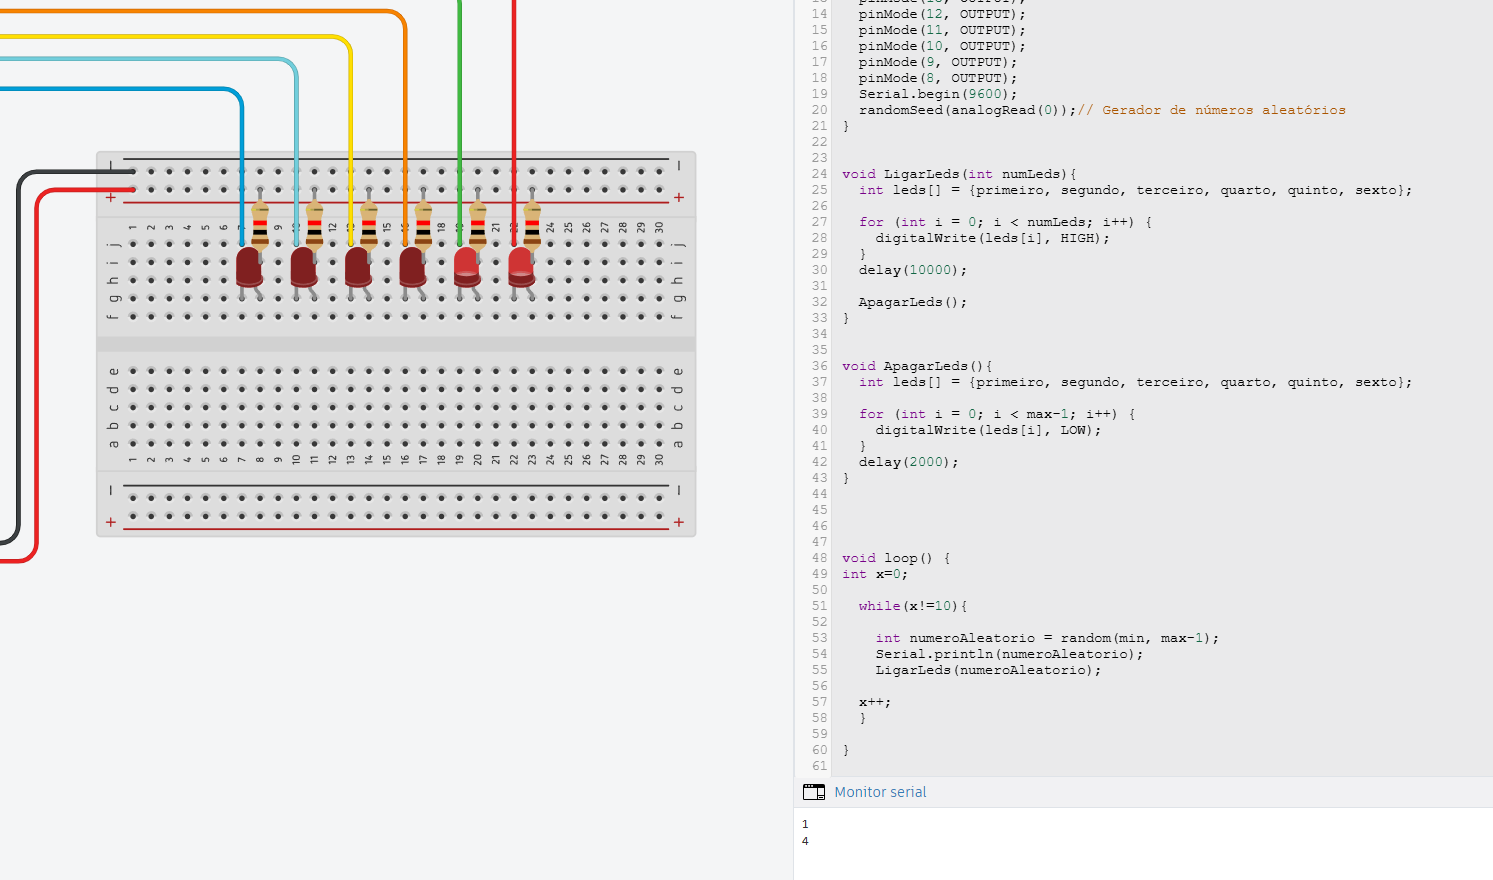 14 pinMode(12, OUTPUT);
15 pinMode(11, OUTPUT);
16 pinMode(10, OUTPUT);
17 pinMode(9, OUTPUT);
18 pinMode(8, OUTPUT);
19 Serial.begin(9600);
20 randomSeed(analogRead(0));// Gerador de números aleatórios
21 }
22
23
24 void LigarLeds(int numLeds){
25 int leds[] = {primeiro, segundo, terceiro, quarto, quinto, sexto};
26
27 for (int i = 0; i < numLeds; i++) {
28 digitalWrite(leds[i], HIGH);
29 }
30 delay(10000);
31
32 ApagarLeds();
33 }
34
35
36 void ApagarLeds(){
37 int leds[] = {primeiro, segundo, terceiro, quarto, quinto, sexto};
38
39 for (int i = 0; i < max-1; i++) {
40 digitalWrite(leds[i], LOW);
41 }
42 delay(2000);
43 }
44
45
46
47
48 void loop() {
49 int x=0;
50
51 while(x!=10){
52
53 int numeroAleatorio = random(min, max-1);
54 Serial.println(numeroAleatorio);
55 LigarLeds(numeroAleatorio);
56
57 x++;
58 }
59
60 }
61
Monitor serial
1
4
j
i
h
g
f
e
d
c
b
a
1 2 3 4 5 6 7 8 9 10 11 12 13 14 15 16 17 18 19 20 21 22 23 24 25 26 27 28 29 30